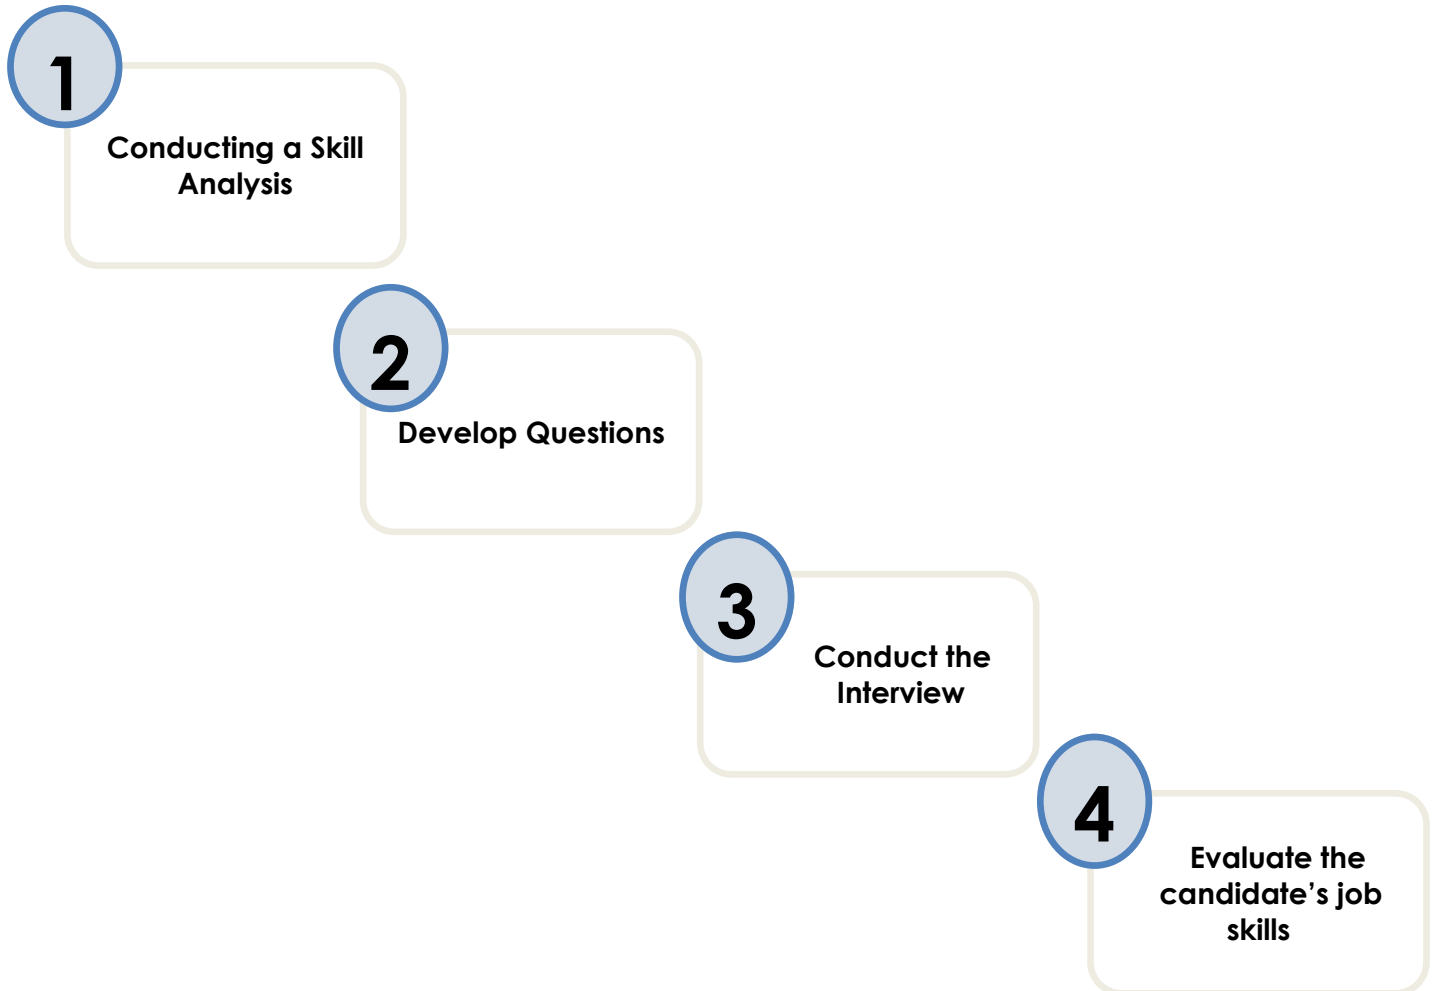 1
Conducting a Skill
Analysis
2
Develop Questions
3
Conduct the
Interview
4
Evaluate the
candidate’s job
skills